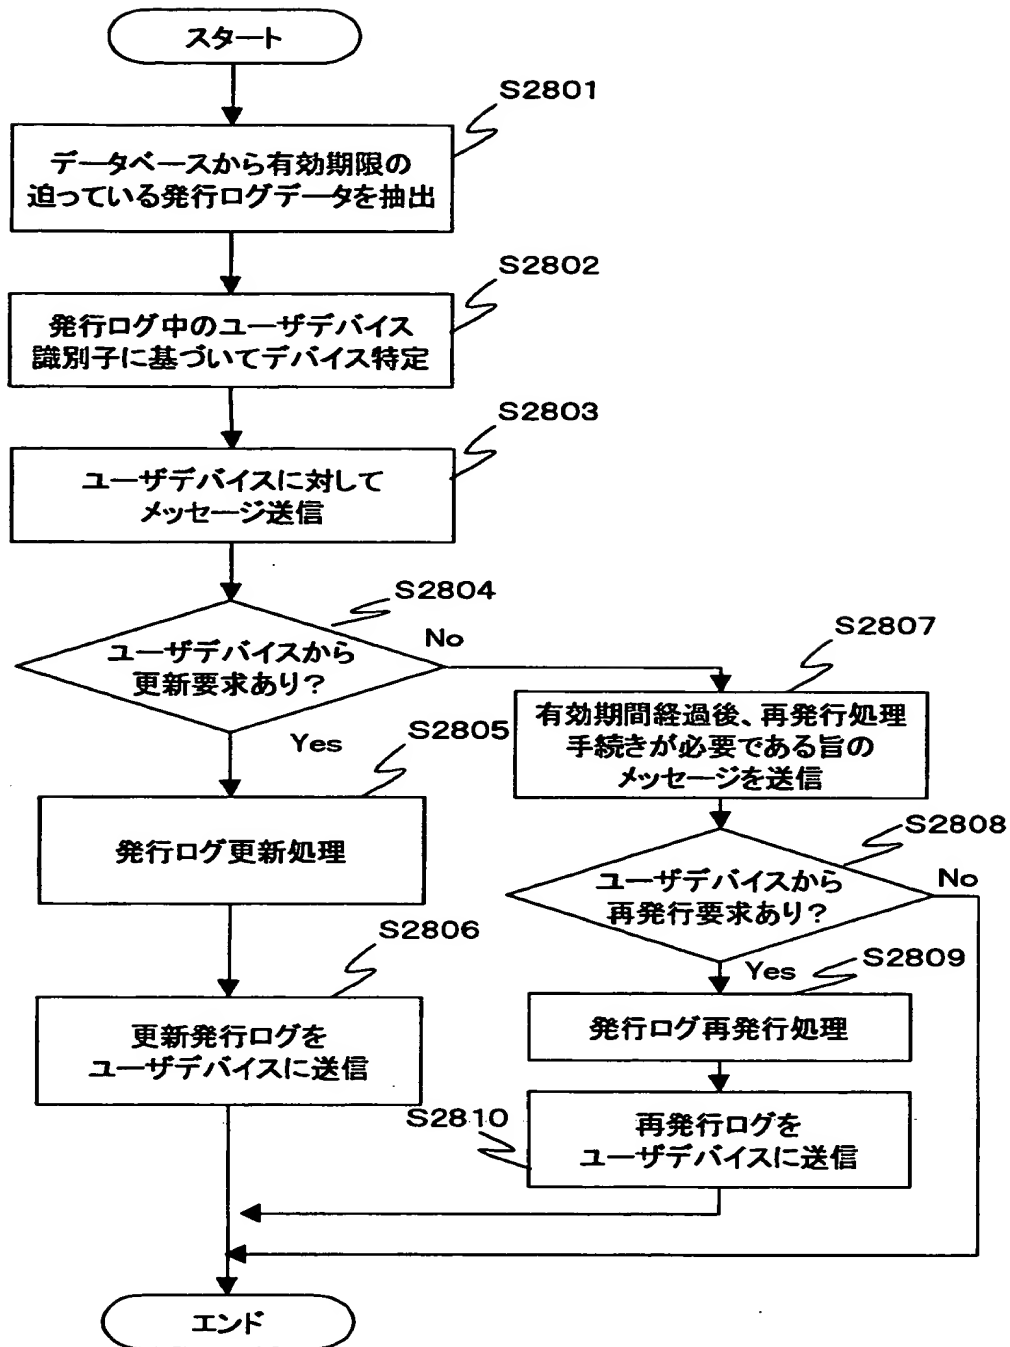 スタート
S2801
データベースから有効期限の
迫っている発行ログデータを抽出
S2802
発行ログ中のユーザデバイス
識別子に基づいてデバイス特定
S2803
ユーザデバイスに対して
メッセージ送信
S2804
ユーザデバイスから
更新要求あり?
No
Yes
S2805
発行ログ更新処理
S2806
更新発行ログを
ユーザデバイスに送信
S2807
有効期間経過後、再発行処理
手続きが必要である旨の
メッセージを送信
S2808
ユーザデバイスから
再発行要求あり?
No
Yes
S2809
発行ログ再発行処理
S2810
再発行ログを
ユーザデバイスに送信
エンド